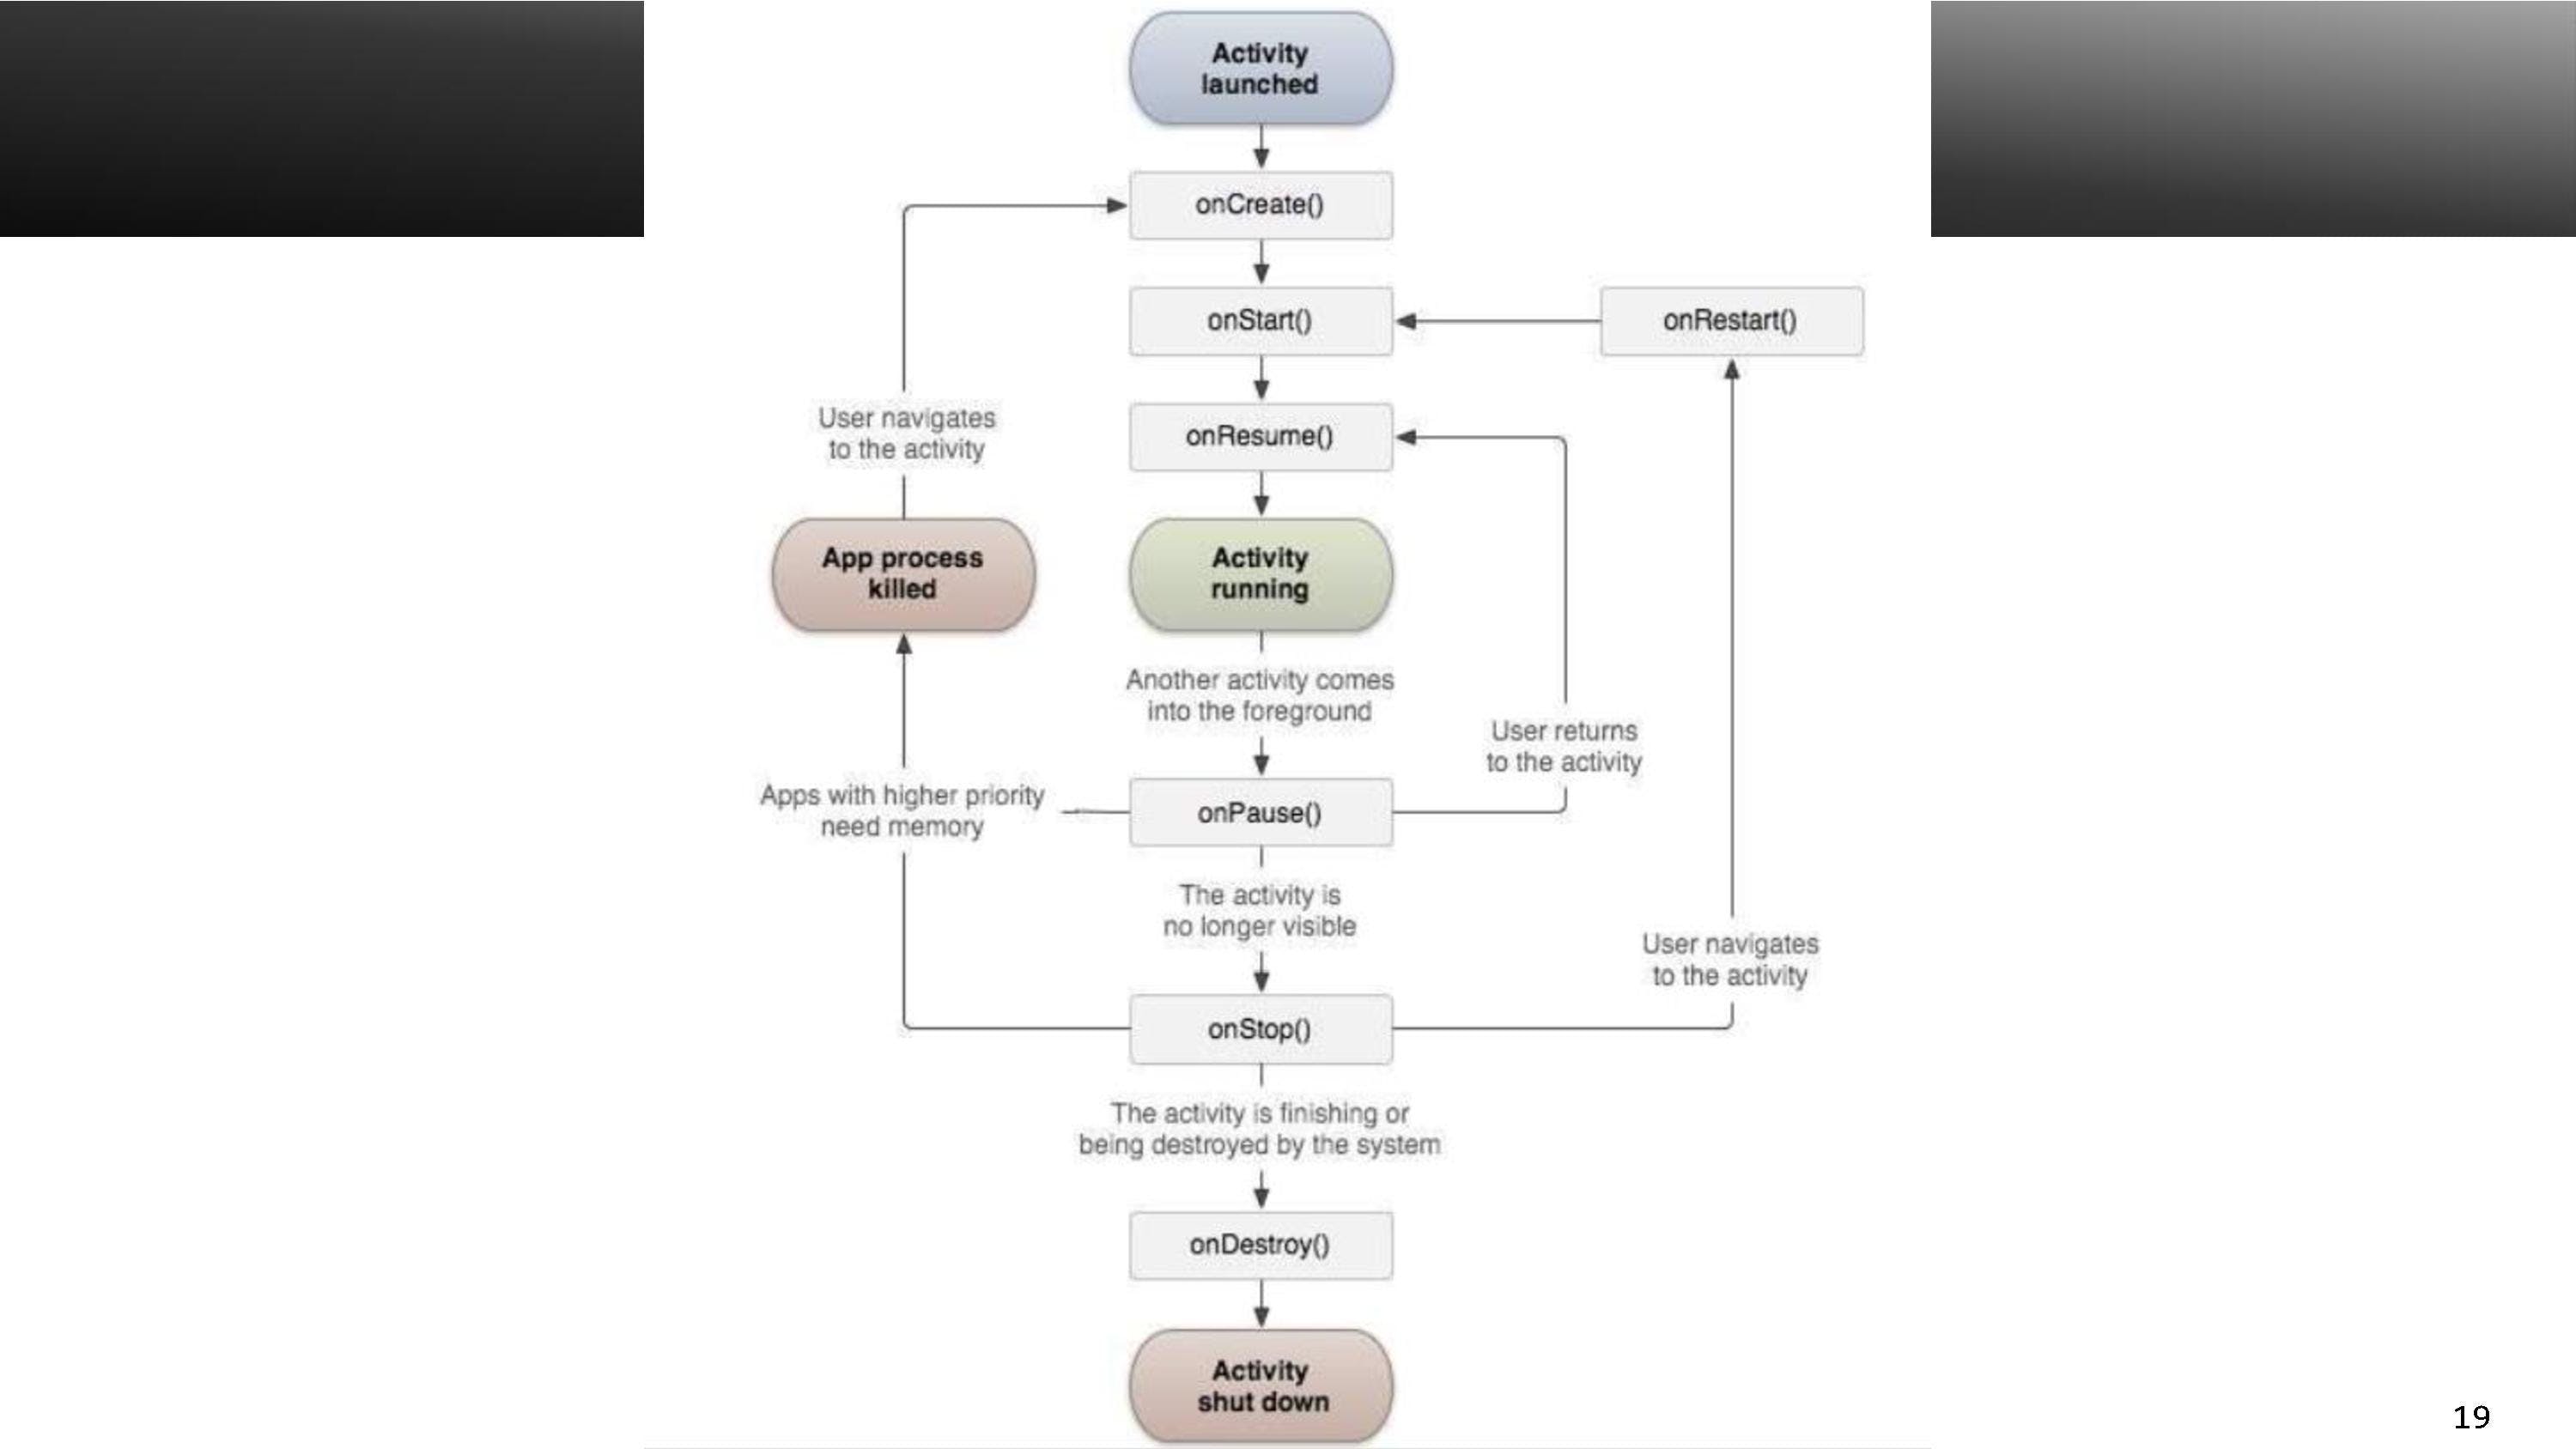 Activity
launched
onCreate()
onStart()
onRestart()
onResume()
User navigates
to the activity
App process
killed
Activity
running
Another activity comes
into the foreground
User returns
to the activity
Apps with higher priority
need memory
onPause()
The activity is
no longer visible
User navigates
to the activity
onStop()
The activity is finishing or
being destroyed by the system
onDestroy()
Activity
shut down
19